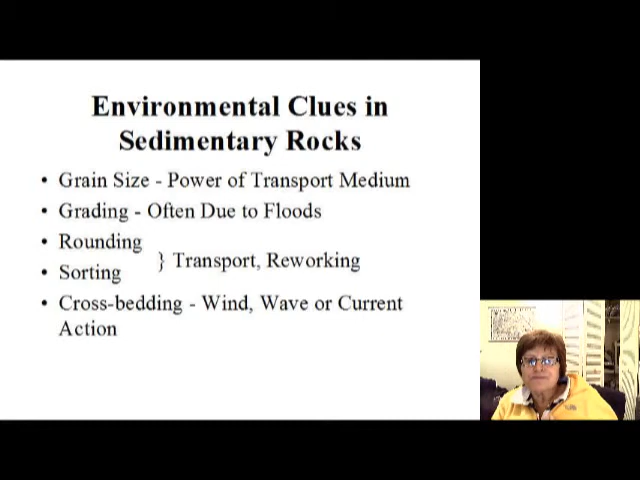 Environmental Clues in
Sedimentary Rocks
• Grain Size - Power of Transport Medium
• Grading - Often Due to Floods
• Rounding
} Transport, Reworking
• Sorting
• Cross-bedding - Wind, Wave or Current
Action